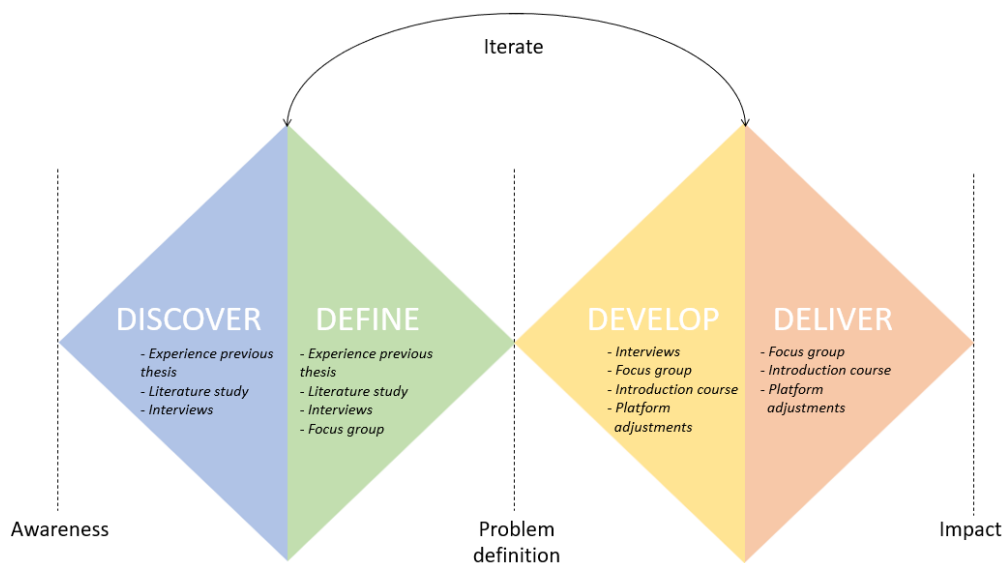 Iterate
DISCOVER
- Experience previous
thesis
- Literature study
- Interviews
DEFINE
- Experience previous
thesis
- Literature study
- Interviews
- Focus group
DEVELOP
- Interviews
- Focus group
- Introduction course
- Platform
adjustments
DELIVER
- Focus group
- Introduction course
- Platform
adjustments
Awareness
Problem
definition
Impact